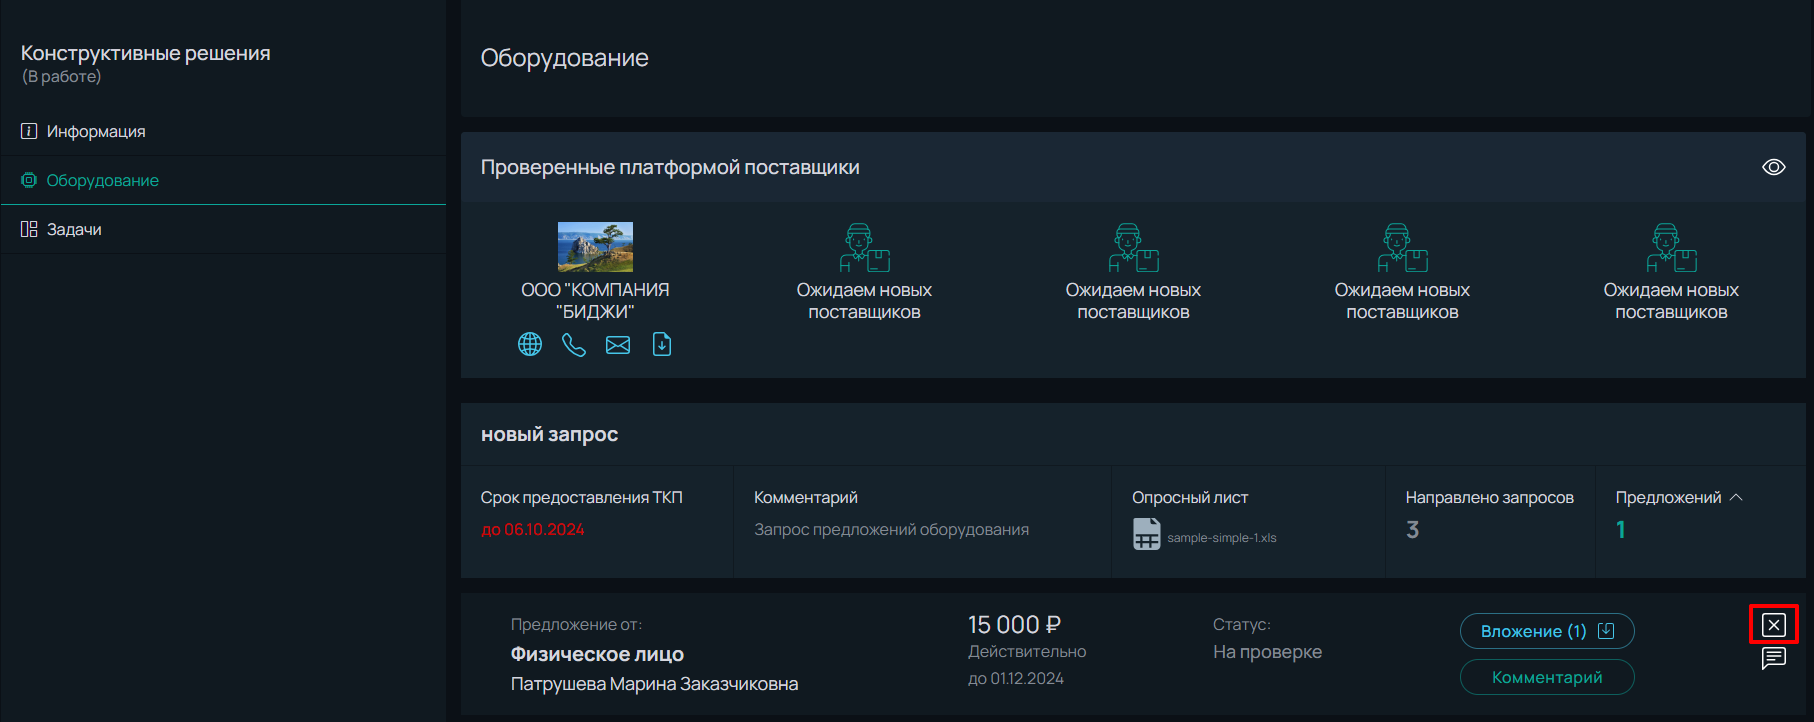 Конструктивные решения
(В работе)
Информация
Оборудование
Задачи
Оборудование
Проверенные платформой поставщики
ООО "КОМПАНИЯ
"БИДЖИ"
Ожидаем новых
поставщиков
Ожидаем новых
поставщиков
Ожидаем новых
поставщиков
Ожидаем новых
поставщиков
новый запрос
Срок предоставления ТКП
до 06.10.2024
Комментарий
Запрос предложений оборудования
Опросный лист
sample-simple-1.xls
Направлено запросов
3
Предложений
1
Предложение от:
Физическое лицо
Патрушева Марина Заказчиковна
15 000 ₽
Действительно
до 01.12.2024
Статус:
На проверке
Вложение (1)
Комментарий